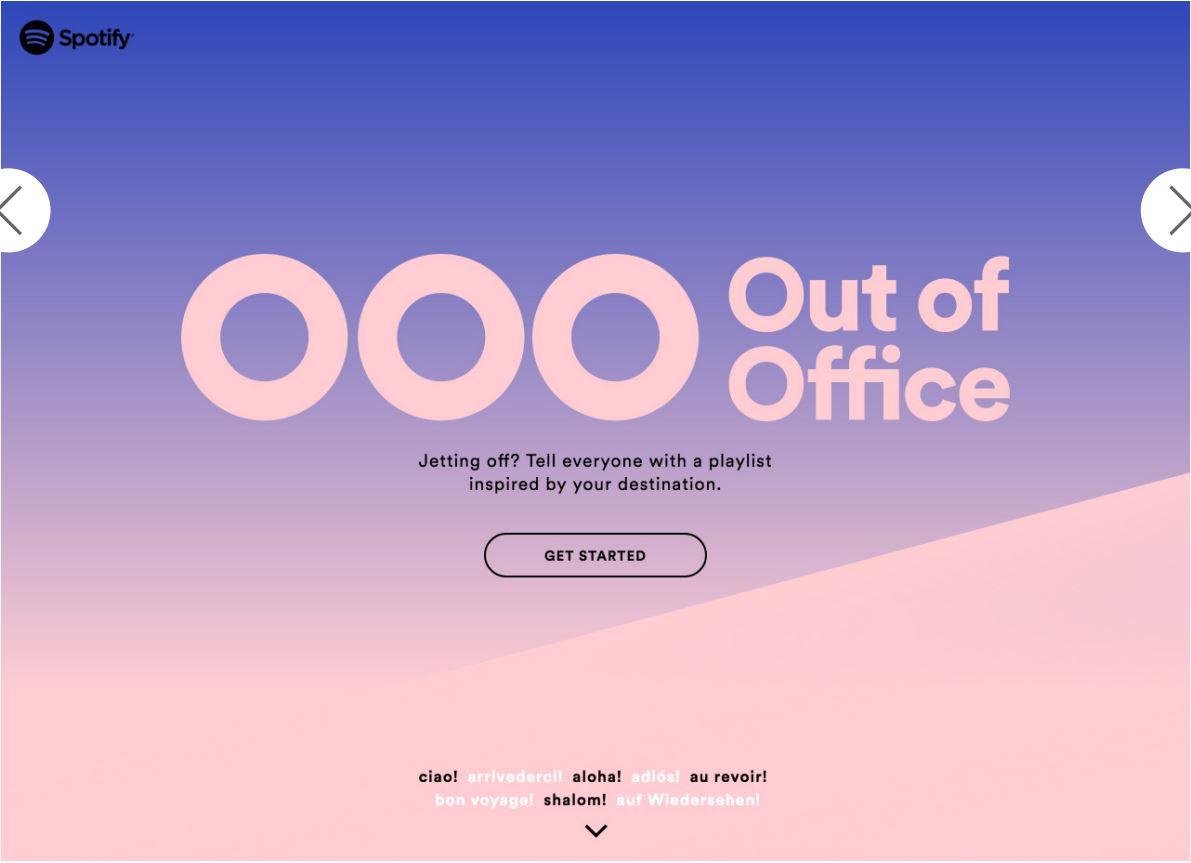 Spotify
OOO Out of
Office
Jetting off? Tell everyone with a playlist
inspired by your destination.
GET STARTED
ciao! arrivederci! aloha! adiós! au revoir!
bon voyage! shalom! auf Wiedersehen!